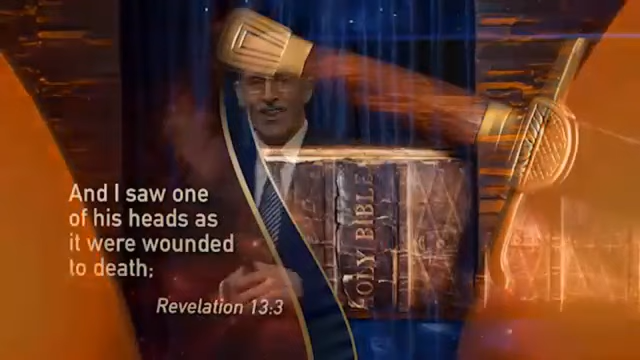 And I saw one
of his heads as
it were wounded
to death;
Revelation 13:3
HOLY BIBLE